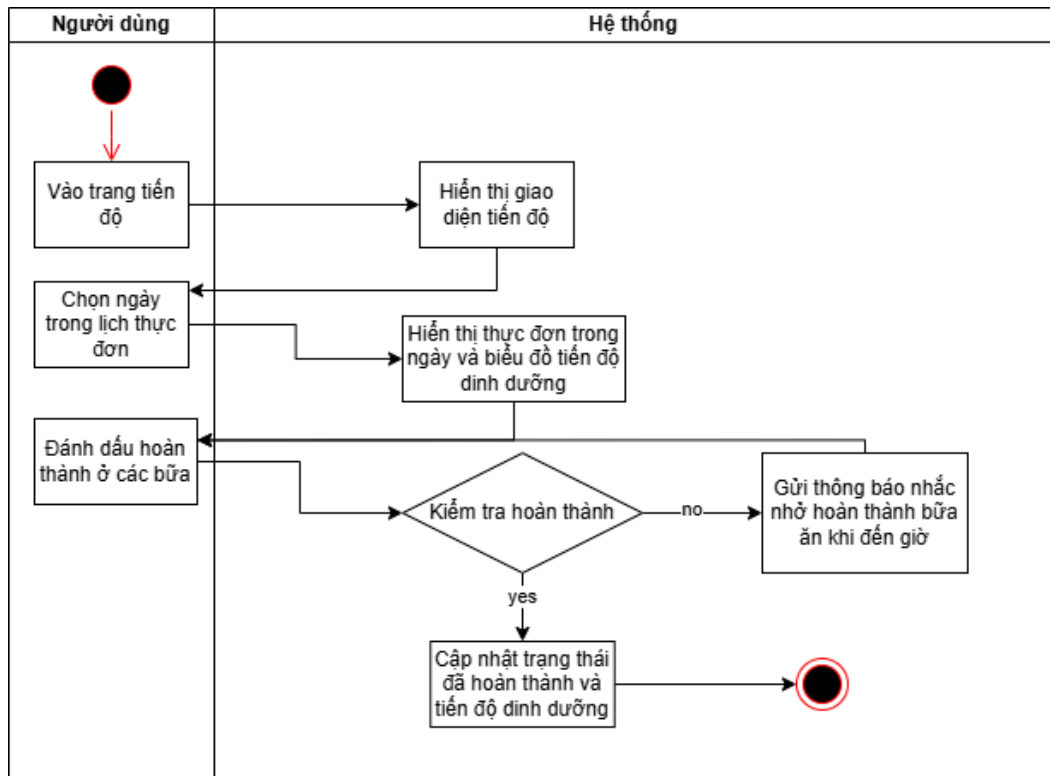 Người dùng
Hệ thống
Vào trang tiến
độ
Hiển thị giao
diện tiến độ
Chọn ngày
trong lịch thực
đơn
Hiển thị thực đơn trong
ngày và biểu đồ tiến độ
dinh dưỡng
Đánh dấu hoàn
thành ở các bữa
Kiểm tra hoàn thành
no
Gửi thông báo nhắc
nhở hoàn thành bữa
ăn khi đến giờ
yes
Cập nhật trạng thái
đã hoàn thành và
tiến độ dinh dưỡng